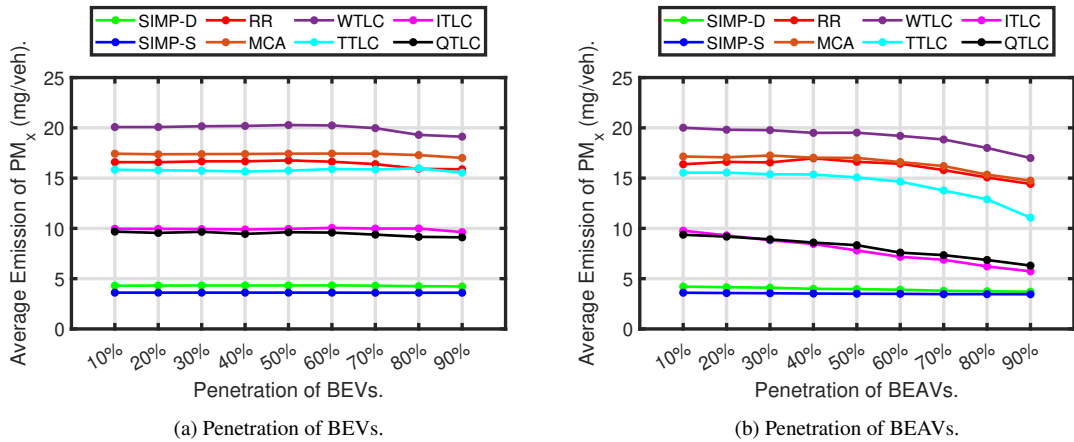 SIMP-D RR WTLC ITLC
SIMP-S MCA TTLC QTLC
Average Emission of PMx (mg/veh).
25
20
15
10
5
0
10% 20% 30% 40% 50% 60% 70% 80% 90%
Penetration of BEVs.
(a) Penetration of BEVs.
SIMP-D RR WTLC ITLC
SIMP-S MCA TTLC QTLC
Average Emission of PMx (mg/veh).
25
20
15
10
5
0
10% 20% 30% 40% 50% 60% 70% 80% 90%
Penetration of BEAVs.
(b) Penetration of BEAVs.